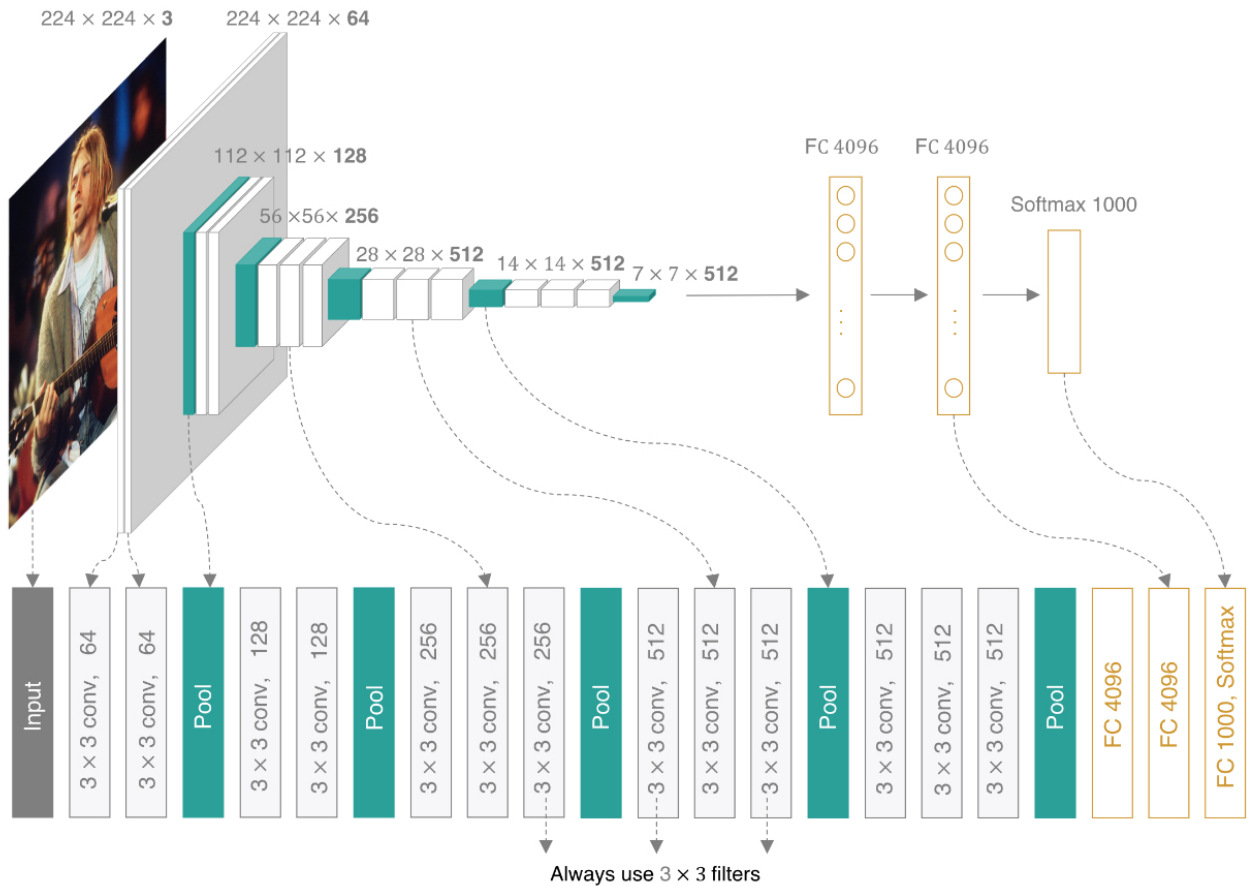 224 × 224 × 3
224 × 224 × 64
112 × 112 × 128
56 ×56× 256
28 × 28 × 512
14 × 14 × 512
7 × 7 × 512
FC 4096
FC 4096
Softmax 1000
Input
3 × 3 conv, 64
3 × 3 conv, 64
Pool
3 × 3 conv, 128
3 × 3 conv, 128
Pool
3 × 3 conv, 256
3 × 3 conv, 256
3 × 3 conv, 256
Pool
3 × 3 conv, 512
3 × 3 conv, 512
3 × 3 conv, 512
Pool
3 × 3 conv, 512
3 × 3 conv, 512
3 × 3 conv, 512
Pool
FC 4096
FC 4096
FC 1000, Softmax
Always use 3 × 3 filters